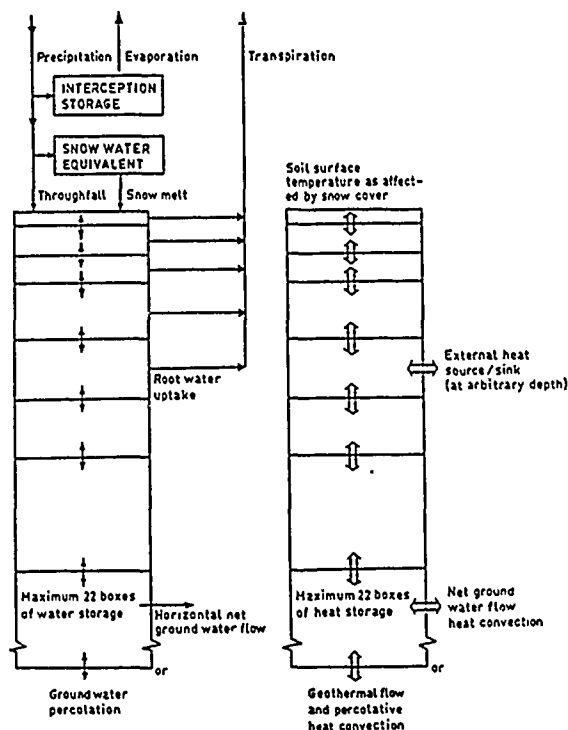 Precipitation
Evaporation
Transpiration
INTERCEPTION
STORAGE
SNOW WATER
EQUIVALENT
Throughfall
Snow melt
Root water
uptake
Maximum 22 boxes
of water storage
Horizontal net
ground water flow
or
Ground water
percolation
Soil surface
temperature as affect-
ed by snow cover
External heat
source/sink
(at arbitrary depth)
Maximum 22 boxes
of heat storage
Net ground
water flow
heat convection
or
Geothermal flow
and percolative
heat convection